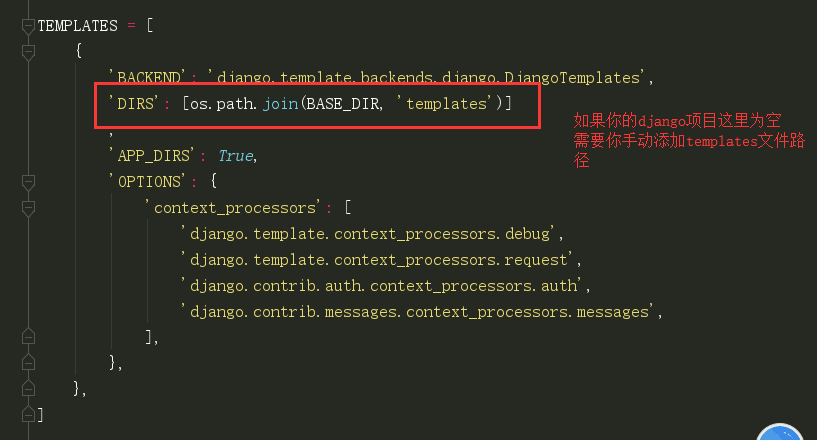 TEMPLATES = [
{
'BACKEND': 'django.template.backends.django.DjangoTemplates',
'DIRS': [os.path.join(BASE_DIR, 'templates')]
,
'APP_DIRS': True,
'OPTIONS': {
'context_processors': [
'django.template.context_processors.debug',
'django.template.context_processors.request',
'django.contrib.auth.context_processors.auth',
'django.contrib.messages.context_processors.messages',
],
},
},
]
如果你的django项目这里为空
需要你手动添加templates文件路
径